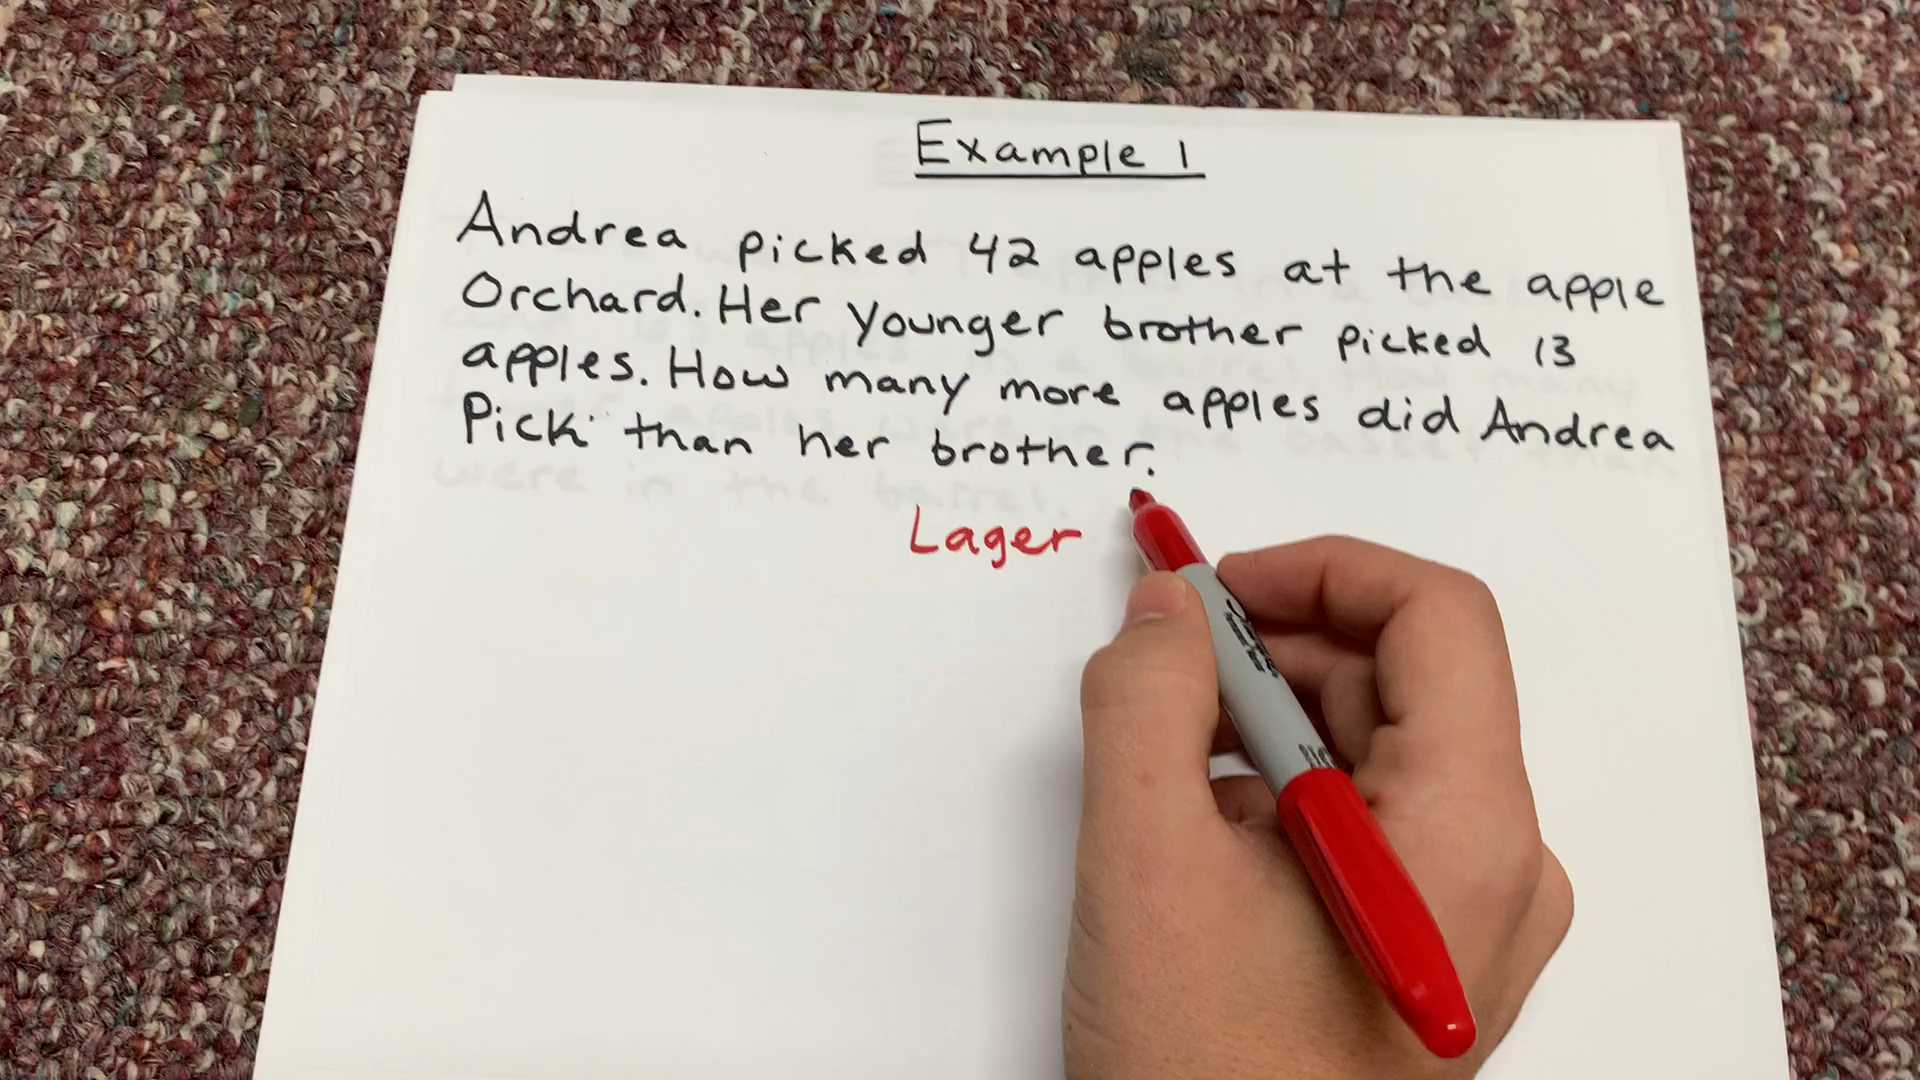 Example 1
Andrea picked 42 apples at the apple
Orchard. Her younger brother picked 13
apples. How many more apples did Andrea
Pick than her brother.
Lager